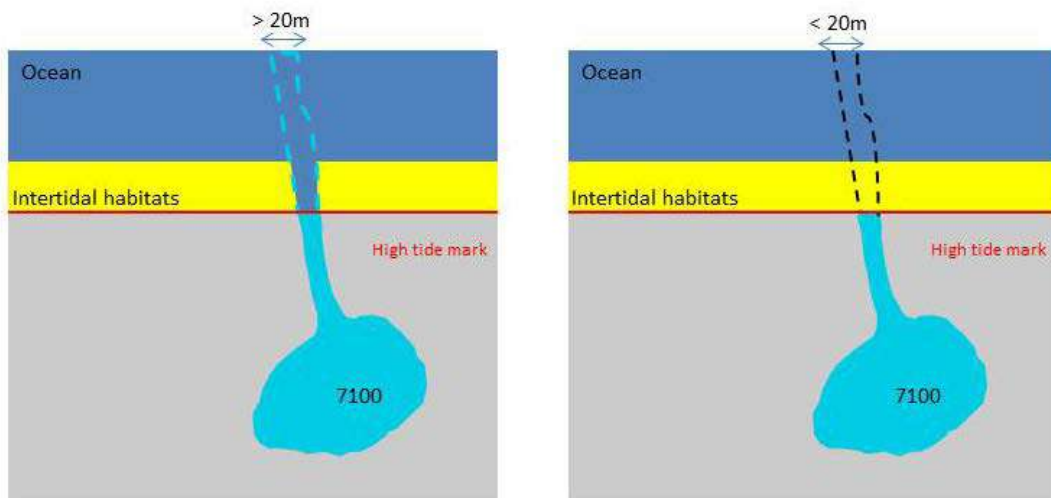 > 20m
Ocean
Intertidal habitats
High tide mark
7100
< 20m
Ocean
Intertidal habitats
High tide mark
7100